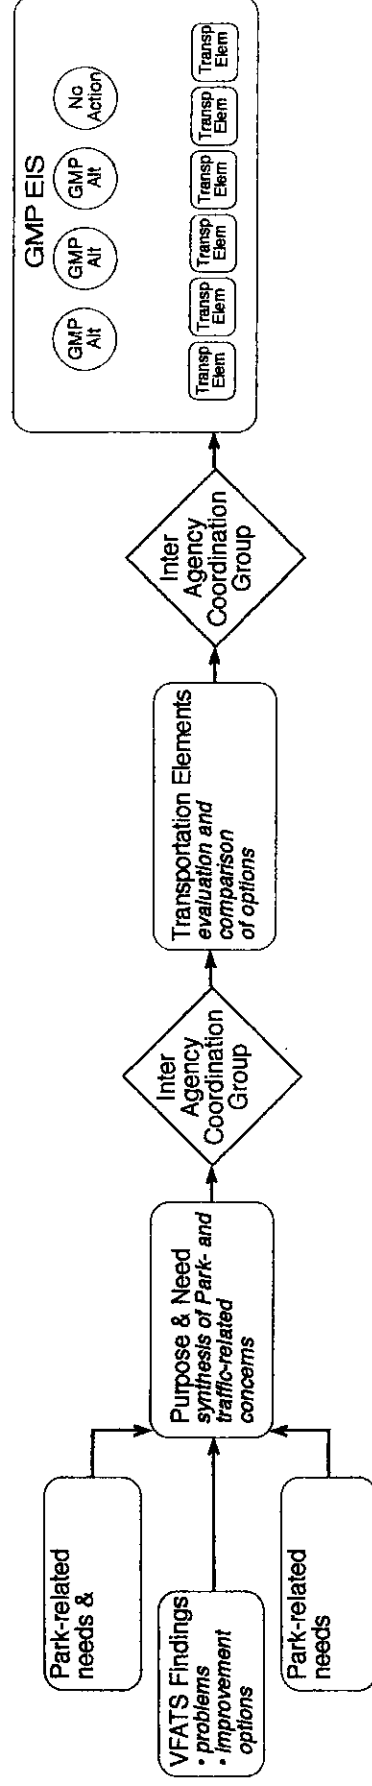 Park-related
needs &
VFATS Findings
• problems
• improvement
options
Park-related
needs
Purpose & Need
synthesis of Park- and
traffic-related
concerns
Inter
Agency
Coordination
Group
Transportation Elements
evaluation and
comparison
of options
Inter
Agency
Coordination
Group
GMP EIS
GMP
Alt
GMP
Alt
GMP
Alt
No
Action
Transp
Elem
Transp
Elem
Transp
Elem
Transp
Elem
Transp
Elem
Transp
Elem